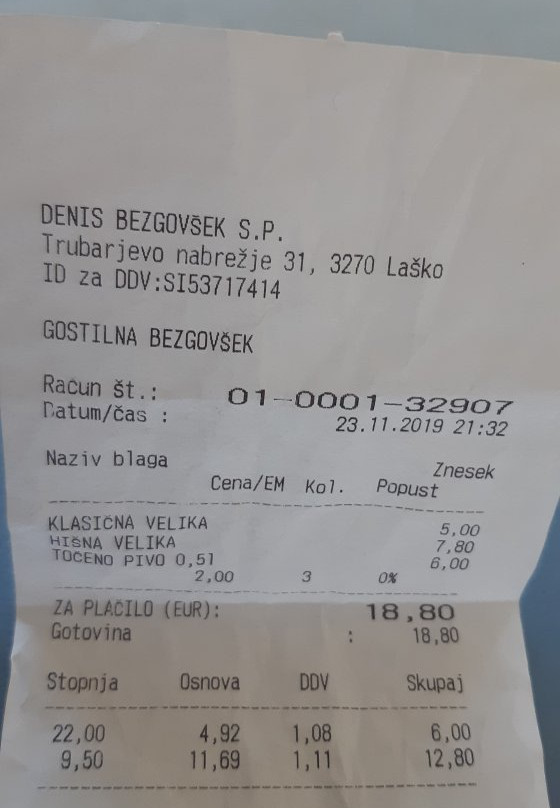 DENIS BEZGOVŠEK S.P.
Trubarjevo nabrežje 31, 3270 Laško
ID za DDV:SI53717414
GOSTILNA BEZGOVŠEK
Račun št.: 01-0001-32907
Datum/čas : 23.11.2019 21:32
Naziv blaga Znesek
Cena/EM Kol. Popust
KLASIČNA VELIKA 5,00
HIŠNA VELIKA 7,80
TOČENO PIVO 0,5l 6,00
2,00 3 0%
ZA PLAČILO (EUR): 18,80
Gotovina : 18,80
Stopnja Osnova DDV Skupaj
22,00 4,92 1,08 6,00
9,50 11,69 1,11 12,80